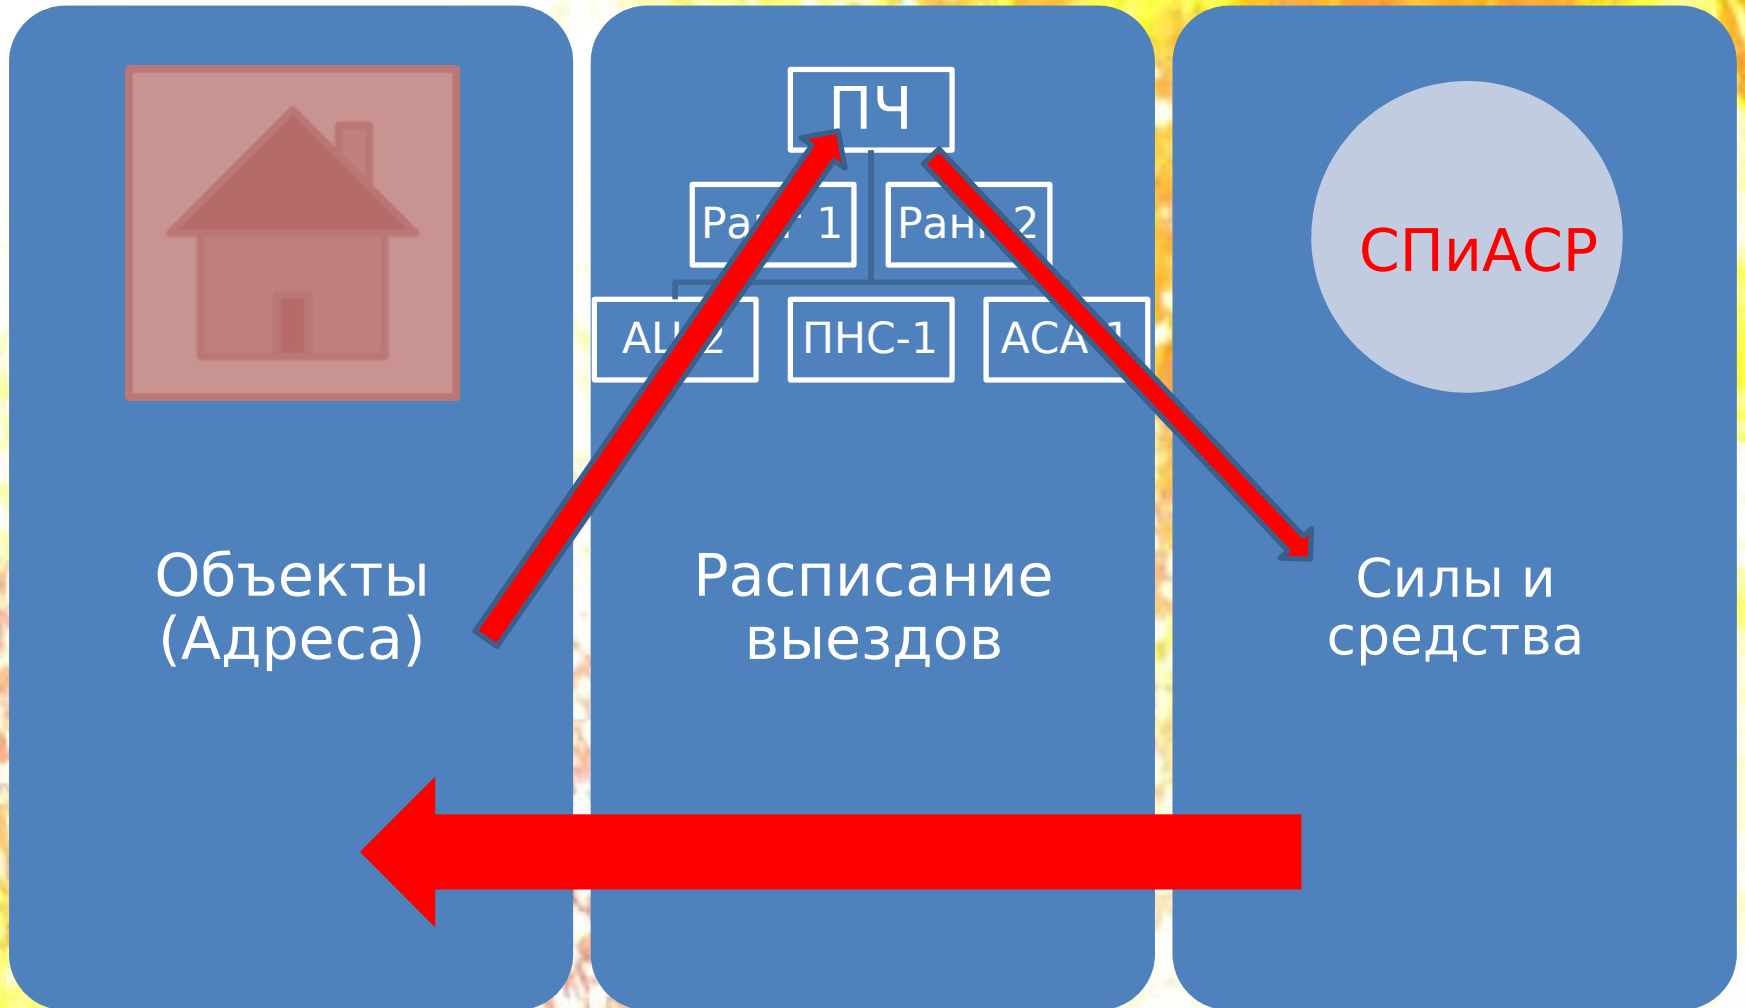 ПЧ
Ранг 1
Ранг 2
АЦ-2
ПНС-1
АСА-1
СПиАСР
Объекты
(Адреса)
Расписание
выездов
Силы и
средства